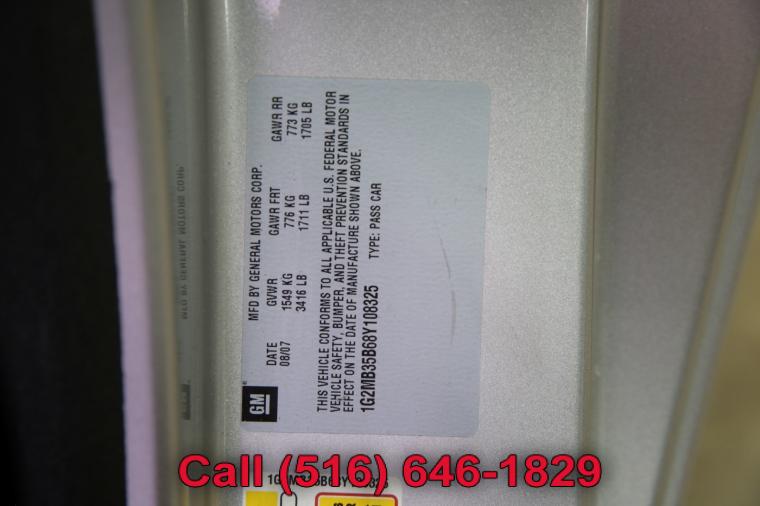 GM
MFD BY GENERAL MOTORS CORP.
DATE GVWR GAWR FRT GAWR RR
08/07 1549 KG 776 KG 773 KG
3416 LB 1711 LB 1705 LB
THIS VEHICLE CONFORMS TO ALL APPLICABLE U.S. FEDERAL MOTOR
VEHICLE SAFETY, BUMPER, AND THEFT PREVENTION STANDARDS IN
EFFECT ON THE DATE OF MANUFACTURE SHOWN ABOVE.
1G2MB35B68Y108325 TYPE: PASS CAR
Call (516) 646-1829